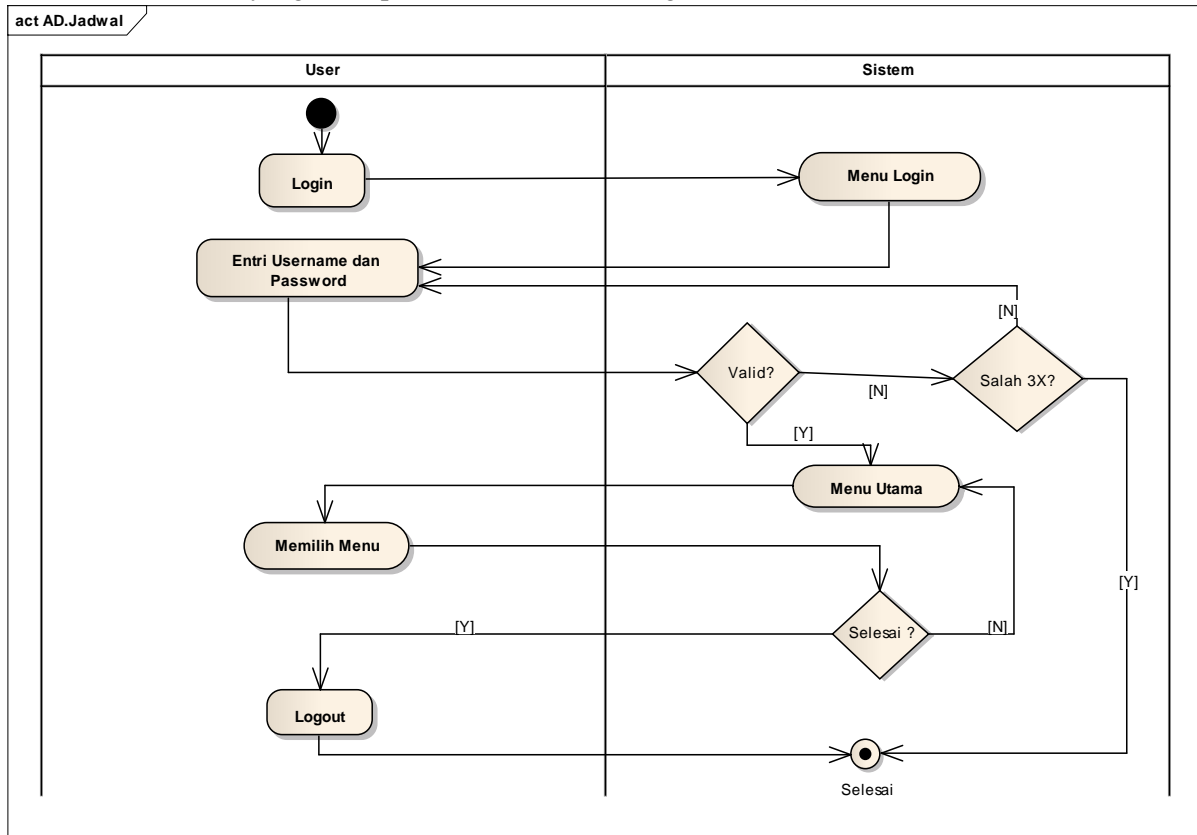 act AD.Jadwal
User
Sistem
Login
Menu Login
Entri Username dan
Password
[N]
Valid?
Salah 3X?
[N]
[Y]
Menu Utama
Memilih Menu
[Y]
Selesai ?
[Y]
[N]
Logout
Selesai